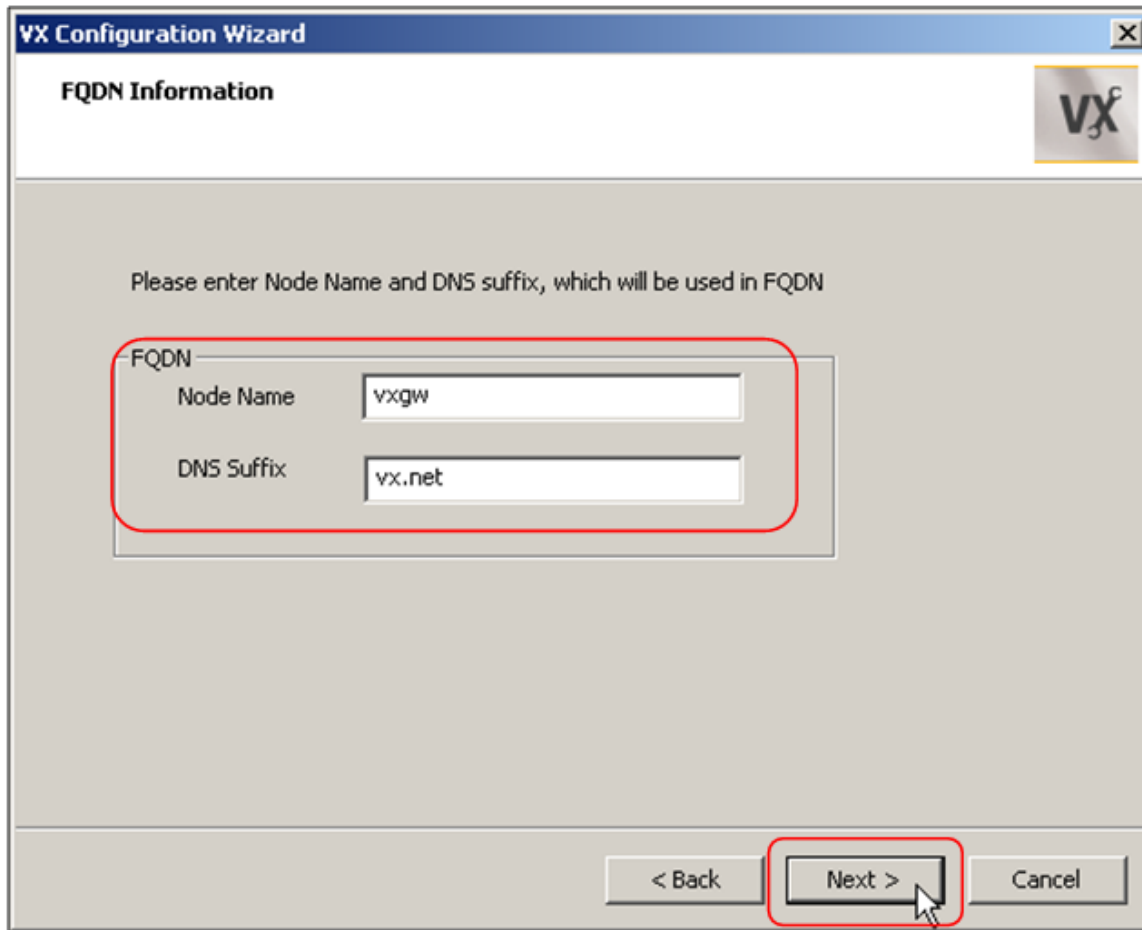 VX Configuration Wizard
FQDN Information
VX
Please enter Node Name and DNS suffix, which will be used in FQDN
FQDN
Node Name
vxgw
DNS Suffix
vx.net
< Back
Next >
Cancel